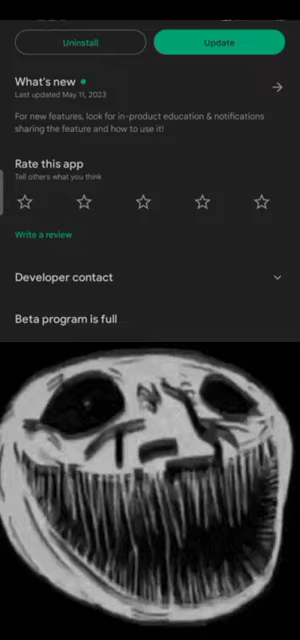 Uninstall
Update
What's new
Last updated May 11, 2023
For new features, look for in-product education & notifications
sharing the feature and how to use it!
Rate this app
Tell others what you think
Write a review
Developer contact
Beta program is full